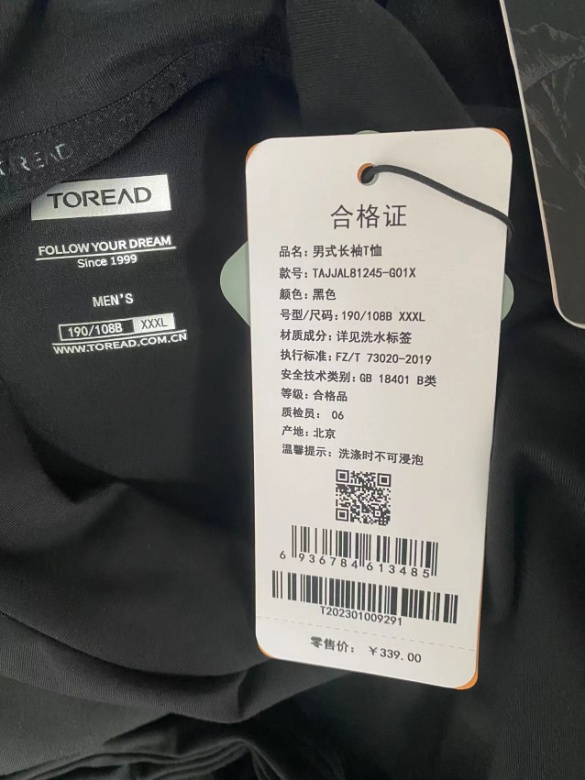 TOREAD
TOREAD
FOLLOW YOUR DREAM
Since 1999
MEN'S
190/108B XXXL
WWW.TOREAD.COM.CN
合格证
品名: 男式长袖T恤
款号: TAJJAL81245-G01X
颜色: 黑色
号型/尺码: 190/108B XXXL
材质成分: 详见洗水标签
执行标准: FZ/T 73020-2019
安全技术类别: GB 18401 B类
等级: 合格品
质检员: 06
产地: 北京
温馨提示: 洗涤时不可浸泡
6 936784 613485
T202301009291
零售价: ￥339.00